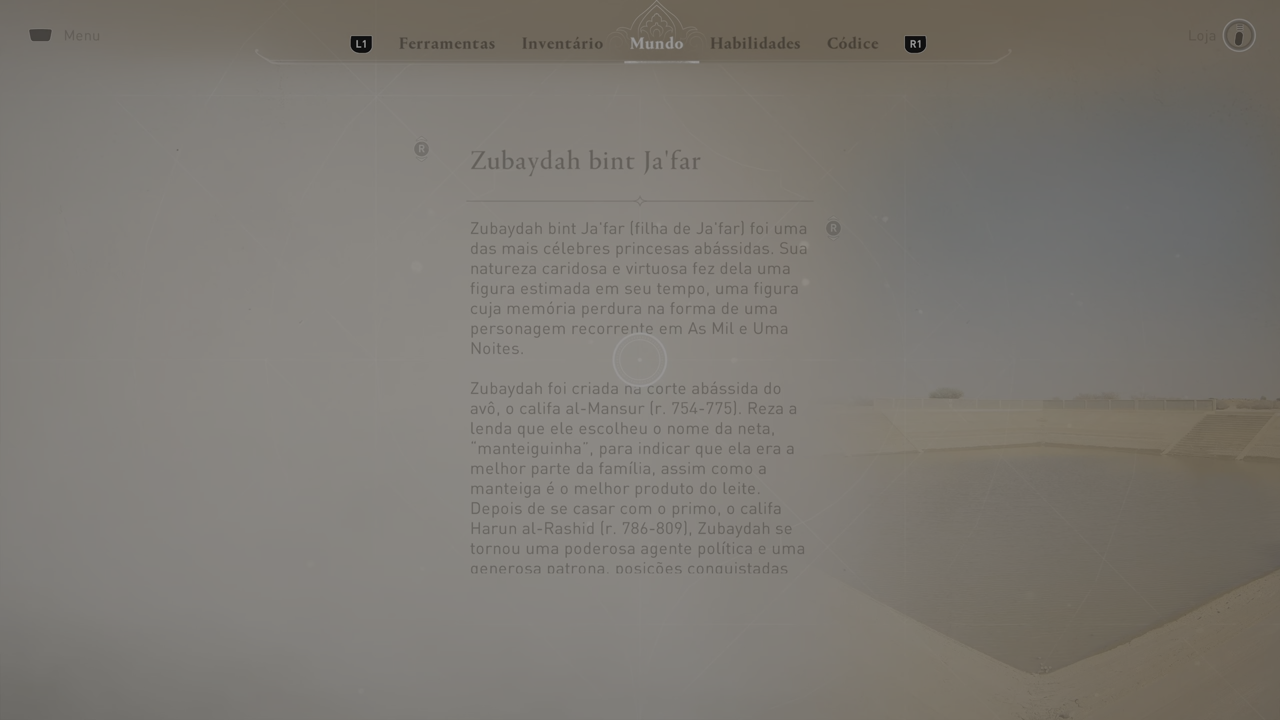 Menu
L1
Ferramentas
Inventário
Mundo
Habilidades
Códice
R1
Loja
R
Zubaydah bint Ja'far
Zubaydah bint Ja'far (filha de Ja'far) foi uma
R
das mais célebres princesas abássidas. Sua
natureza caridosa e virtuosa fez dela uma
figura estimada em seu tempo, uma figura
cuja memória perdura na forma de uma
personagem recorrente em As Mil e Uma
Noites.
Zubaydah foi criada na corte abássida do
avô, o califa al-Mansur (r. 754-775). Reza a
lenda que ele escolheu o nome da neta,
"manteiguinha", para indicar que ela era a
melhor parte da família, assim como a
manteiga é o melhor produto do leite.
Depois de se casar com o primo, o califa
Harun al-Rashid (r. 786-809), Zubaydah se
tornou uma poderosa agente política e uma
generosa patrona, posições conquistadas